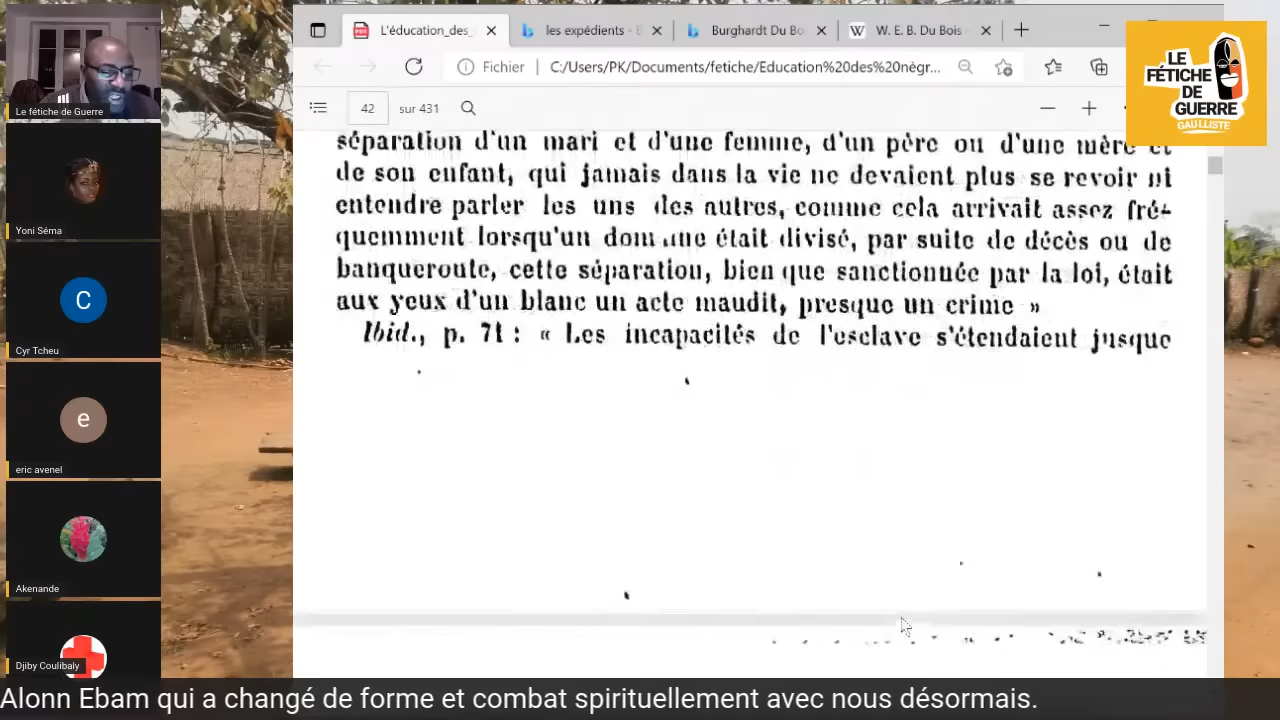 L'éducation_des_
les expédients -
Burghardt Du Bo
W. E. B. Du Bois
Fichier
C:/Users/PK/Documents/fetiche/Education%20des%20nègr...
42
sur 431
LE
FÉTICHE
DE
GUERRE
GAULLISTE
séparation d'un mari et d'une femme, d'un père ou d'une mère et
de son enfant, qui jamais dans la vie ne devaient plus se revoir ni
entendre parler les uns des autres, comme cela arrivait assez fré-
quemment lorsqu'un domaine était divisé, par suite de décès ou de
banqueroute, cette séparation, bien que sanctionnée par la loi, était
aux yeux d'un blanc un acte maudit, presque un crime »
Ibid., p. 71 : « Les incapacités de l'esclave s'étendaient jusque
Le fétiche de Guerre
Yoni Séma
C
Cyr Tcheu
e
eric avenel
Akenande
Djiby Coulibaly
Alonn Ebam qui a changé de forme et combat spirituellement avec nous désormais.